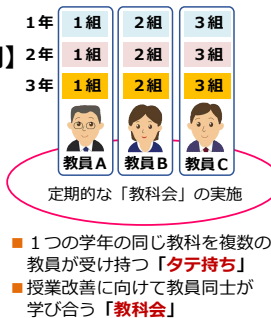 1年 1組 2組 3組
】
2年 1組 2組 3組
3年 1組 2組 3組
教員A 教員B 教員C
定期的な「教科会」の実施
■１つの学年の同じ教科を複数の
教員が受け持つ「タテ持ち」
■授業改善に向けて教員同士が
学び合う「教科会」